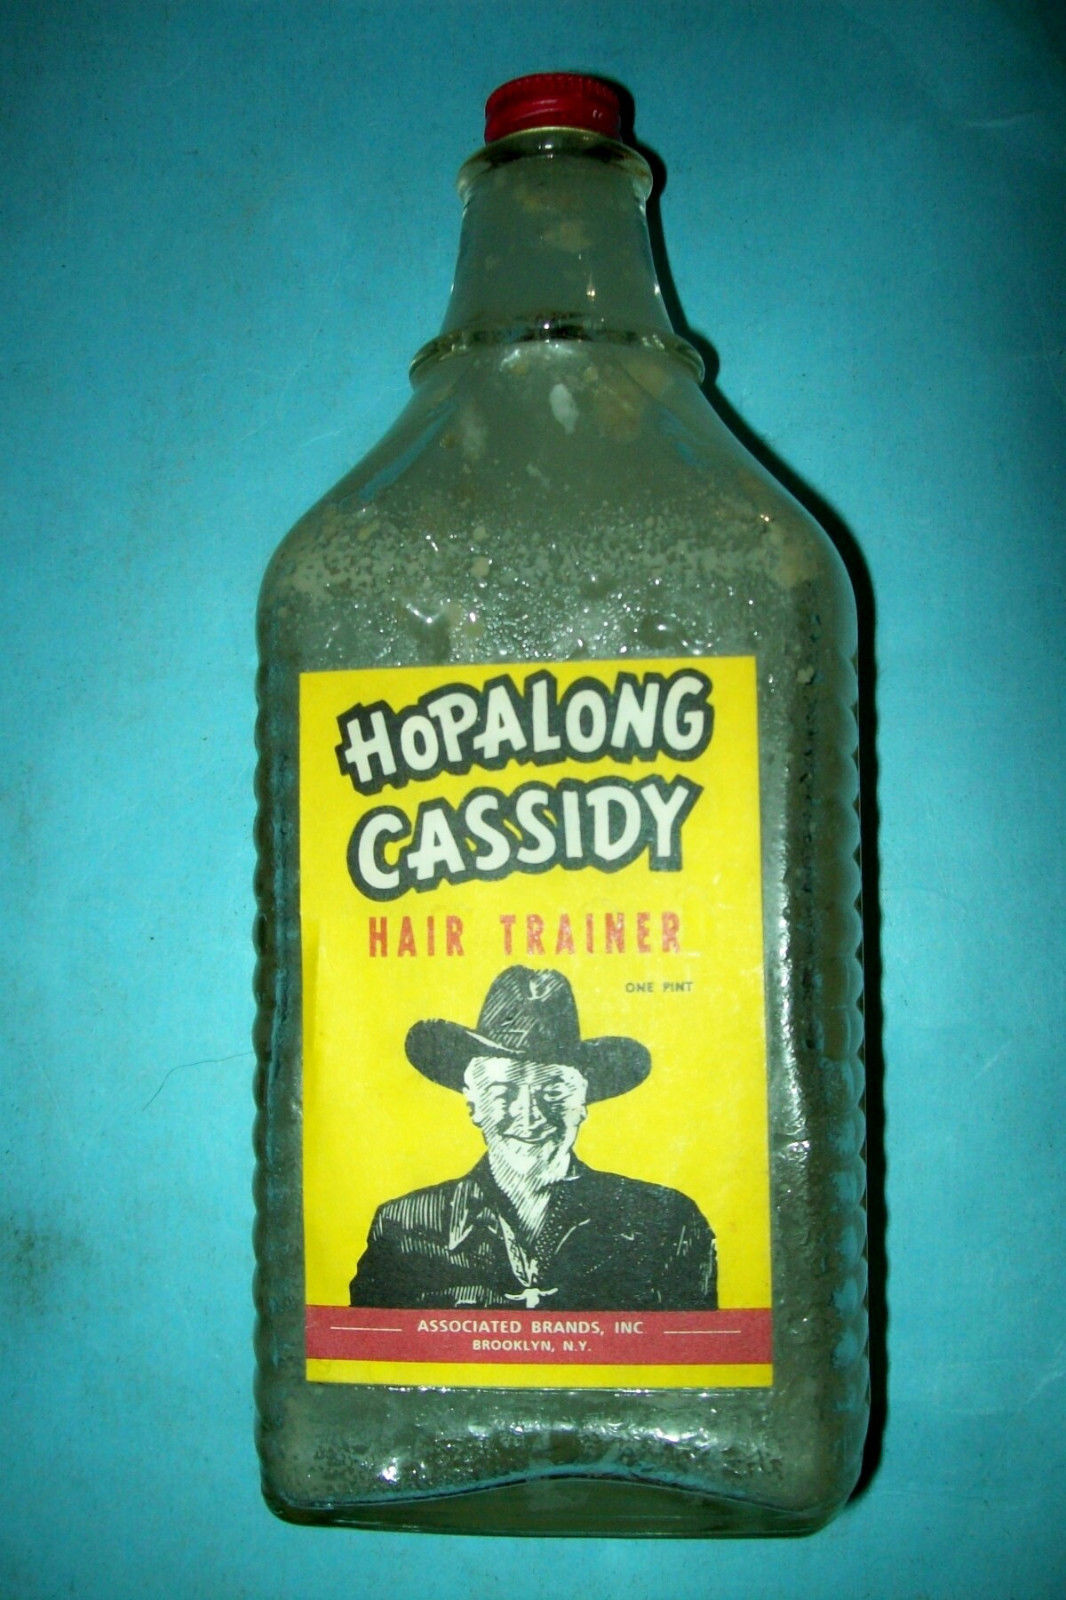 HOPALONG
CASSIDY
HAIR TRAINER
ONE PINT
ASSOCIATED BRANDS, INC
BROOKLYN, N.Y.